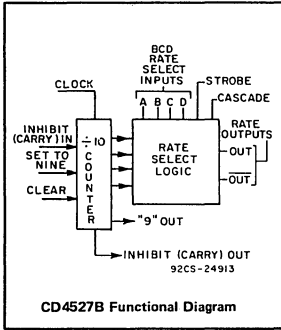 BCD
RATE
SELECT
INPUTS
A B C D
STROBE
CASCADE
CLOCK
RATE
OUTPUTS
INHIBIT
(CARRY) IN
SET TO
NINE
CLEAR
÷10
COUNTER
RATE
SELECT
LOGIC
OUT
OUT
"9" OUT
INHIBIT (CARRY) OUT
92CS-24913
CD4527B Functional Diagram